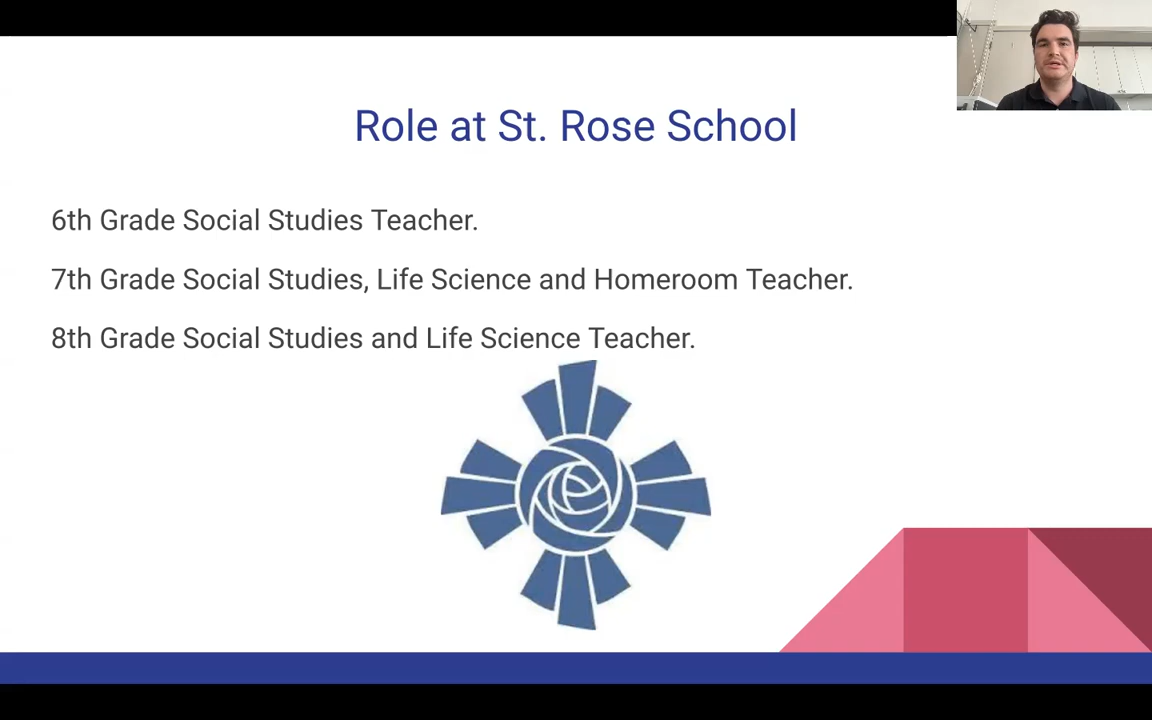 Role at St. Rose School
6th Grade Social Studies Teacher.
7th Grade Social Studies, Life Science and Homeroom Teacher.
8th Grade Social Studies and Life Science Teacher.